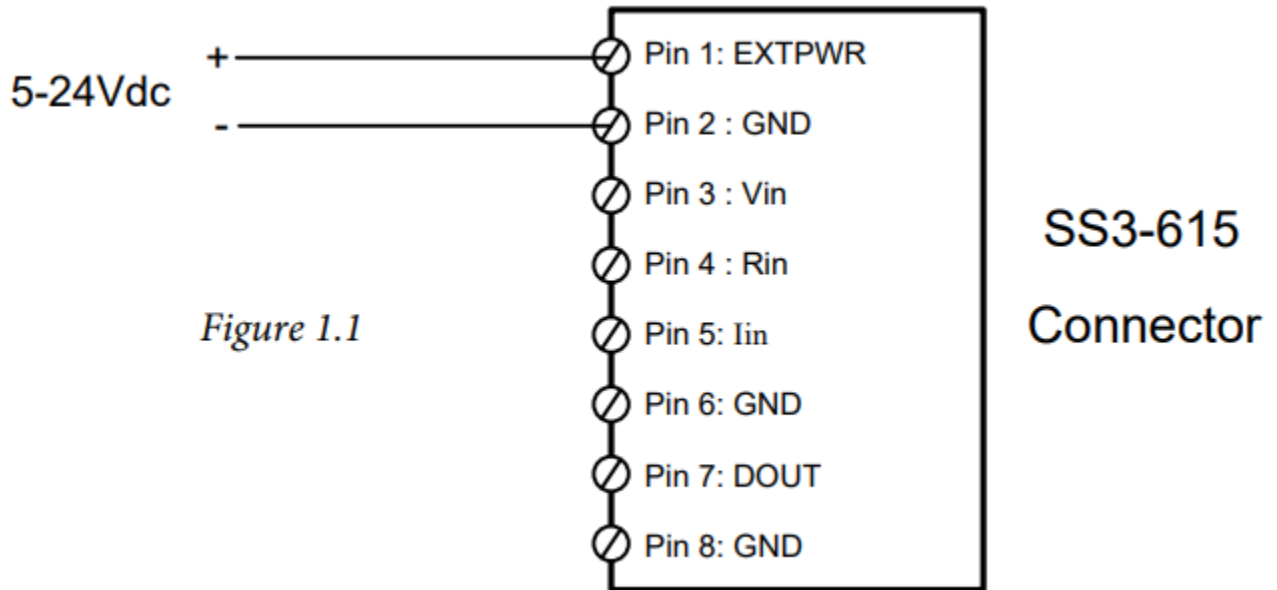 +
5-24Vdc
-
Pin 1: EXTPWR
Pin 2 : GND
Pin 3 : Vin
Pin 4 : Rin
Pin 5: Iin
Pin 6: GND
Pin 7: DOUT
Pin 8: GND
SS3-615
Connector
Figure 1.1